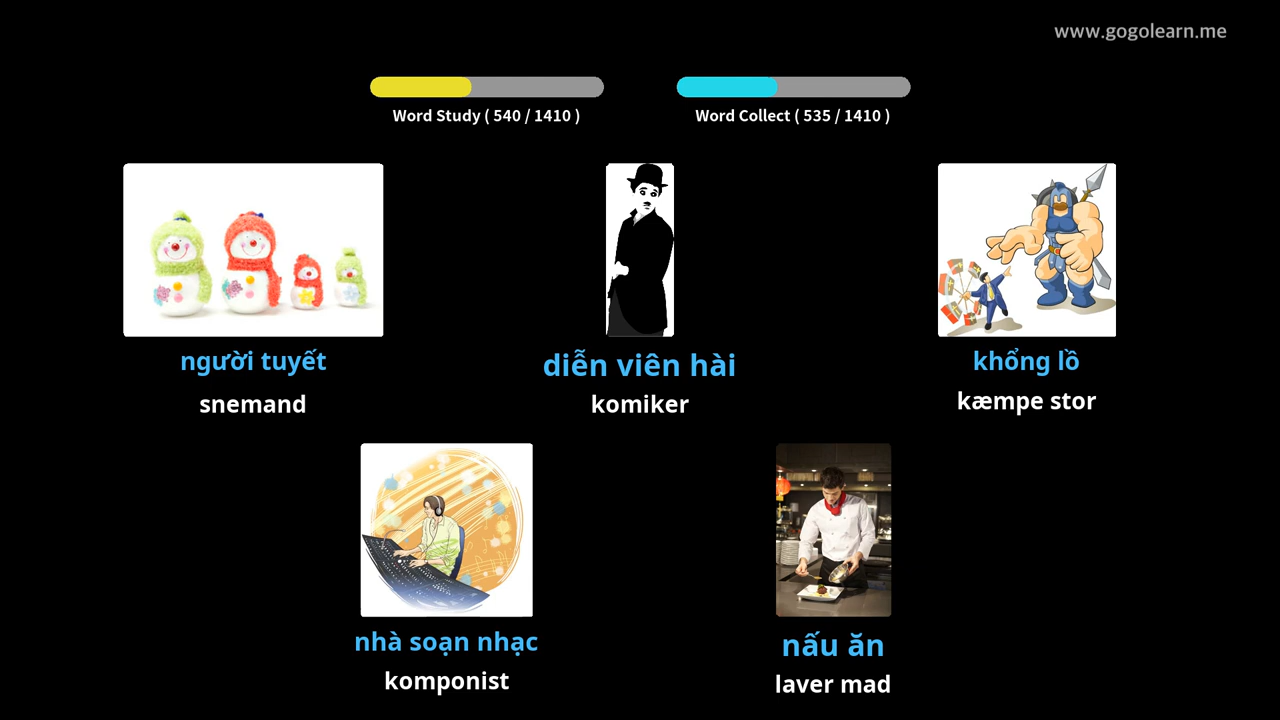 www.gogolearn.me
Word Study ( 540 / 1410 )
Word Collect ( 535 / 1410 )
người tuyết
snemand
diễn viên hài
komiker
khổng lồ
kæmpe stor
nhà soạn nhạc
komponist
nấu ăn
laver mad